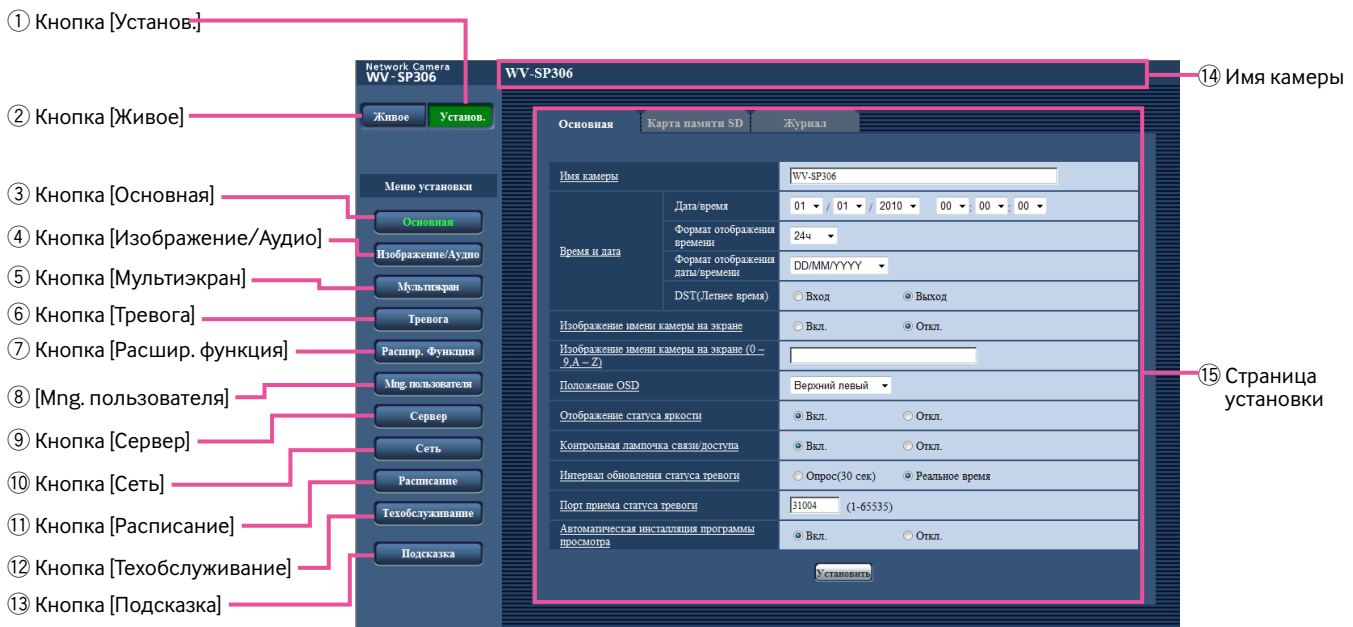 ① Кнопка [Установ.]
② Кнопка [Живое]
③ Кнопка [Основная]
④ Кнопка [Изображение/Аудио]
⑤ Кнопка [Мультиэкран]
⑥ Кнопка [Тревога]
⑦ Кнопка [Расшир. функция]
⑧ [Mng. пользователя]
⑨ Кнопка [Сервер]
⑩ Кнопка [Сеть]
⑪ Кнопка [Расписание]
⑫ Кнопка [Техобслуживание]
⑬ Кнопка [Подсказка]
Network Camera
WV-SP306
Живое Установ.
Меню установки
Основная
Изображение/Аудио
Мультиэкран
Тревога
Расшир. Функция
Mng. пользователя
Сервер
Сеть
Расписание
Техобслуживание
Подсказка
WV-SP306
Основная Карта памяти SD Журнал
Имя камеры WV-SP306
Время и дата
Дата/время 01 / 01 / 2010 00 : 00 : 00
Формат отображения
времени
24ч
Формат отображения
даты/времени
DD/MM/YYYY
DST(Летнее время) Вход Выход
Изображение имени камеры на экране Вкл. Откл.
Изображение имени камеры на экране (0 –
9,A – Z)
Положение OSD Верхний левый
Отображение статуса яркости Вкл. Откл.
Контрольная лампочка связи/доступа Вкл. Откл.
Интервал обновления статуса тревоги Опрос(30 сек) Реальное время
Порт приема статуса тревоги 31004 (1-65535)
Автоматическая инсталляция программы
просмотра
Вкл. Откл.
Установить
⑭ Имя камеры
⑮ Страница
установки